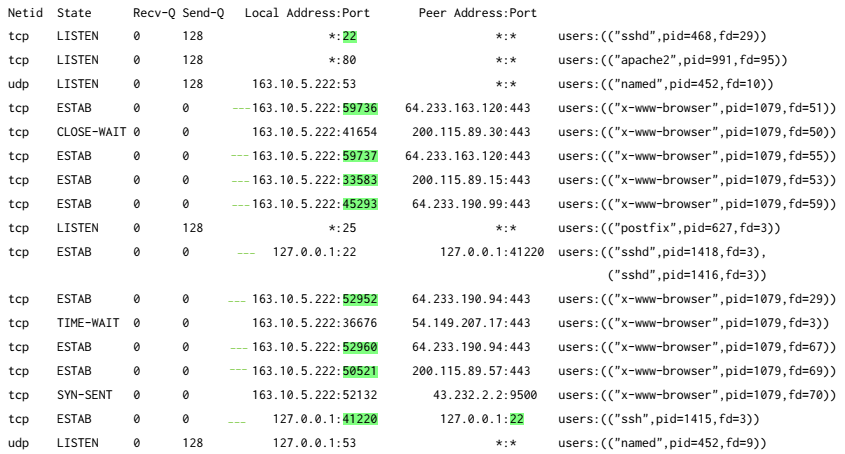 Netid State Recv-Q Send-Q Local Address:Port Peer Address:Port
tcp LISTEN 0 128 *:22 *:* users:(("sshd",pid=468,fd=29))
tcp LISTEN 0 128 *:80 *:* users:(("apache2",pid=991,fd=95))
udp LISTEN 0 128 163.10.5.222:53 *:* users:(("named",pid=452,fd=10))
tcp ESTAB 0 0 163.10.5.222:59736 64.233.163.120:443 users:(("x-www-browser",pid=1079,fd=51))
tcp CLOSE-WAIT 0 0 163.10.5.222:41654 200.115.89.30:443 users:(("x-www-browser",pid=1079,fd=50))
tcp ESTAB 0 0 163.10.5.222:59737 64.233.163.120:443 users:(("x-www-browser",pid=1079,fd=55))
tcp ESTAB 0 0 163.10.5.222:33583 200.115.89.15:443 users:(("x-www-browser",pid=1079,fd=53))
tcp ESTAB 0 0 163.10.5.222:45293 64.233.190.99:443 users:(("x-www-browser",pid=1079,fd=59))
tcp LISTEN 0 128 *:25 *:* users:(("postfix",pid=627,fd=3))
tcp ESTAB 0 0 127.0.0.1:22 127.0.0.1:41220 users:(("sshd",pid=1418,fd=3),
("sshd",pid=1416,fd=3))
tcp ESTAB 0 0 163.10.5.222:52952 64.233.190.94:443 users:(("x-www-browser",pid=1079,fd=29))
tcp TIME-WAIT 0 0 163.10.5.222:36676 54.149.207.17:443 users:(("x-www-browser",pid=1079,fd=3))
tcp ESTAB 0 0 163.10.5.222:52960 64.233.190.94:443 users:(("x-www-browser",pid=1079,fd=67))
tcp ESTAB 0 0 163.10.5.222:50521 200.115.89.57:443 users:(("x-www-browser",pid=1079,fd=69))
tcp SYN-SENT 0 0 163.10.5.222:52132 43.232.2.2:9500 users:(("x-www-browser",pid=1079,fd=70))
tcp ESTAB 0 0 127.0.0.1:41220 127.0.0.1:22 users:(("ssh",pid=1415,fd=3))
udp LISTEN 0 128 127.0.0.1:53 *:* users:(("named",pid=452,fd=9))